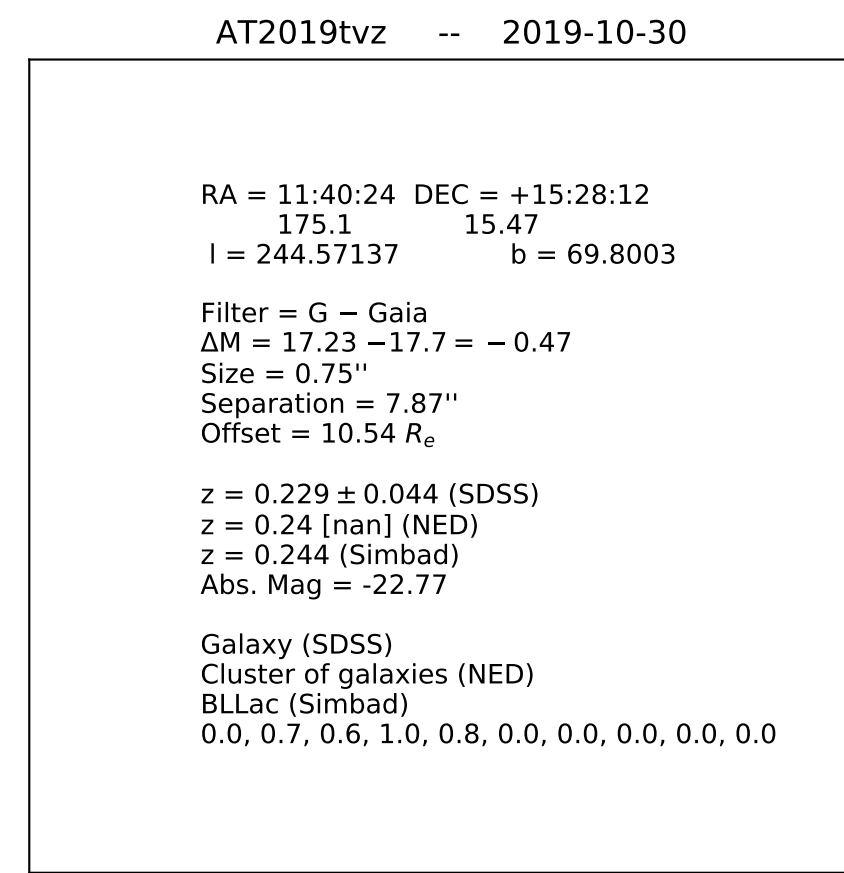 AT2019tvz -- 2019-10-30
RA = 11:40:24 DEC = +15:28:12
175.1 15.47
l = 244.57137 b = 69.8003
Filter = G − Gaia
ΔM = 17.23 −17.7 = − 0.47
Size = 0.75''
Separation = 7.87''
Offset = 10.54 Re
z = 0.229 ± 0.044 (SDSS)
z = 0.24 [nan] (NED)
z = 0.244 (Simbad)
Abs. Mag = -22.77
Galaxy (SDSS)
Cluster of galaxies (NED)
BLLac (Simbad)
0.0, 0.7, 0.6, 1.0, 0.8, 0.0, 0.0, 0.0, 0.0, 0.0